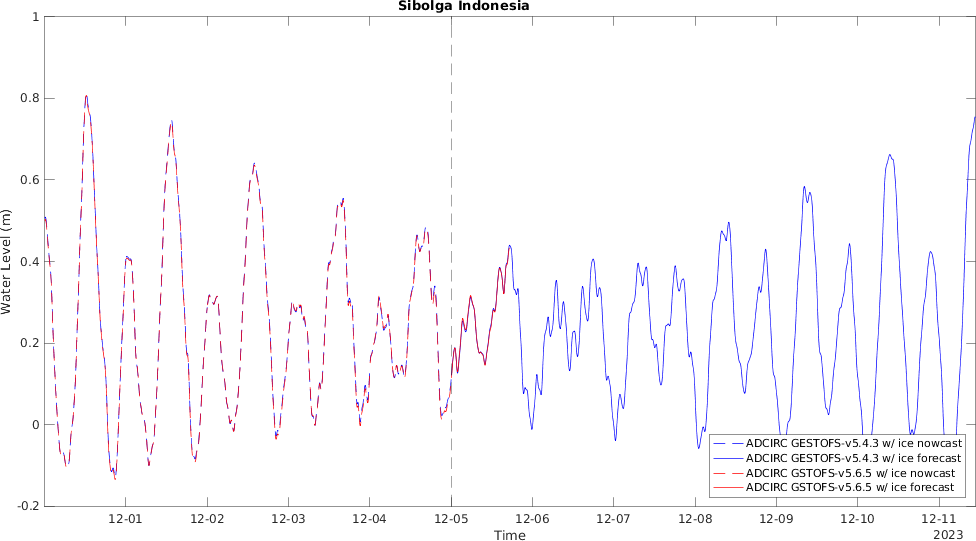 Sibolga Indonesia
Water Level (m)
1
0.8
0.6
0.4
0.2
0
-0.2
ADCIRC GESTOFS-v5.4.3 w/ ice nowcast
ADCIRC GESTOFS-v5.4.3 w/ ice forecast
ADCIRC GSTOFS-v5.6.5 w/ ice nowcast
ADCIRC GSTOFS-v5.6.5 w/ ice forecast
12-01 12-02 12-03 12-04 12-05 12-06 12-07 12-08 12-09 12-10 12-11
Time
2023